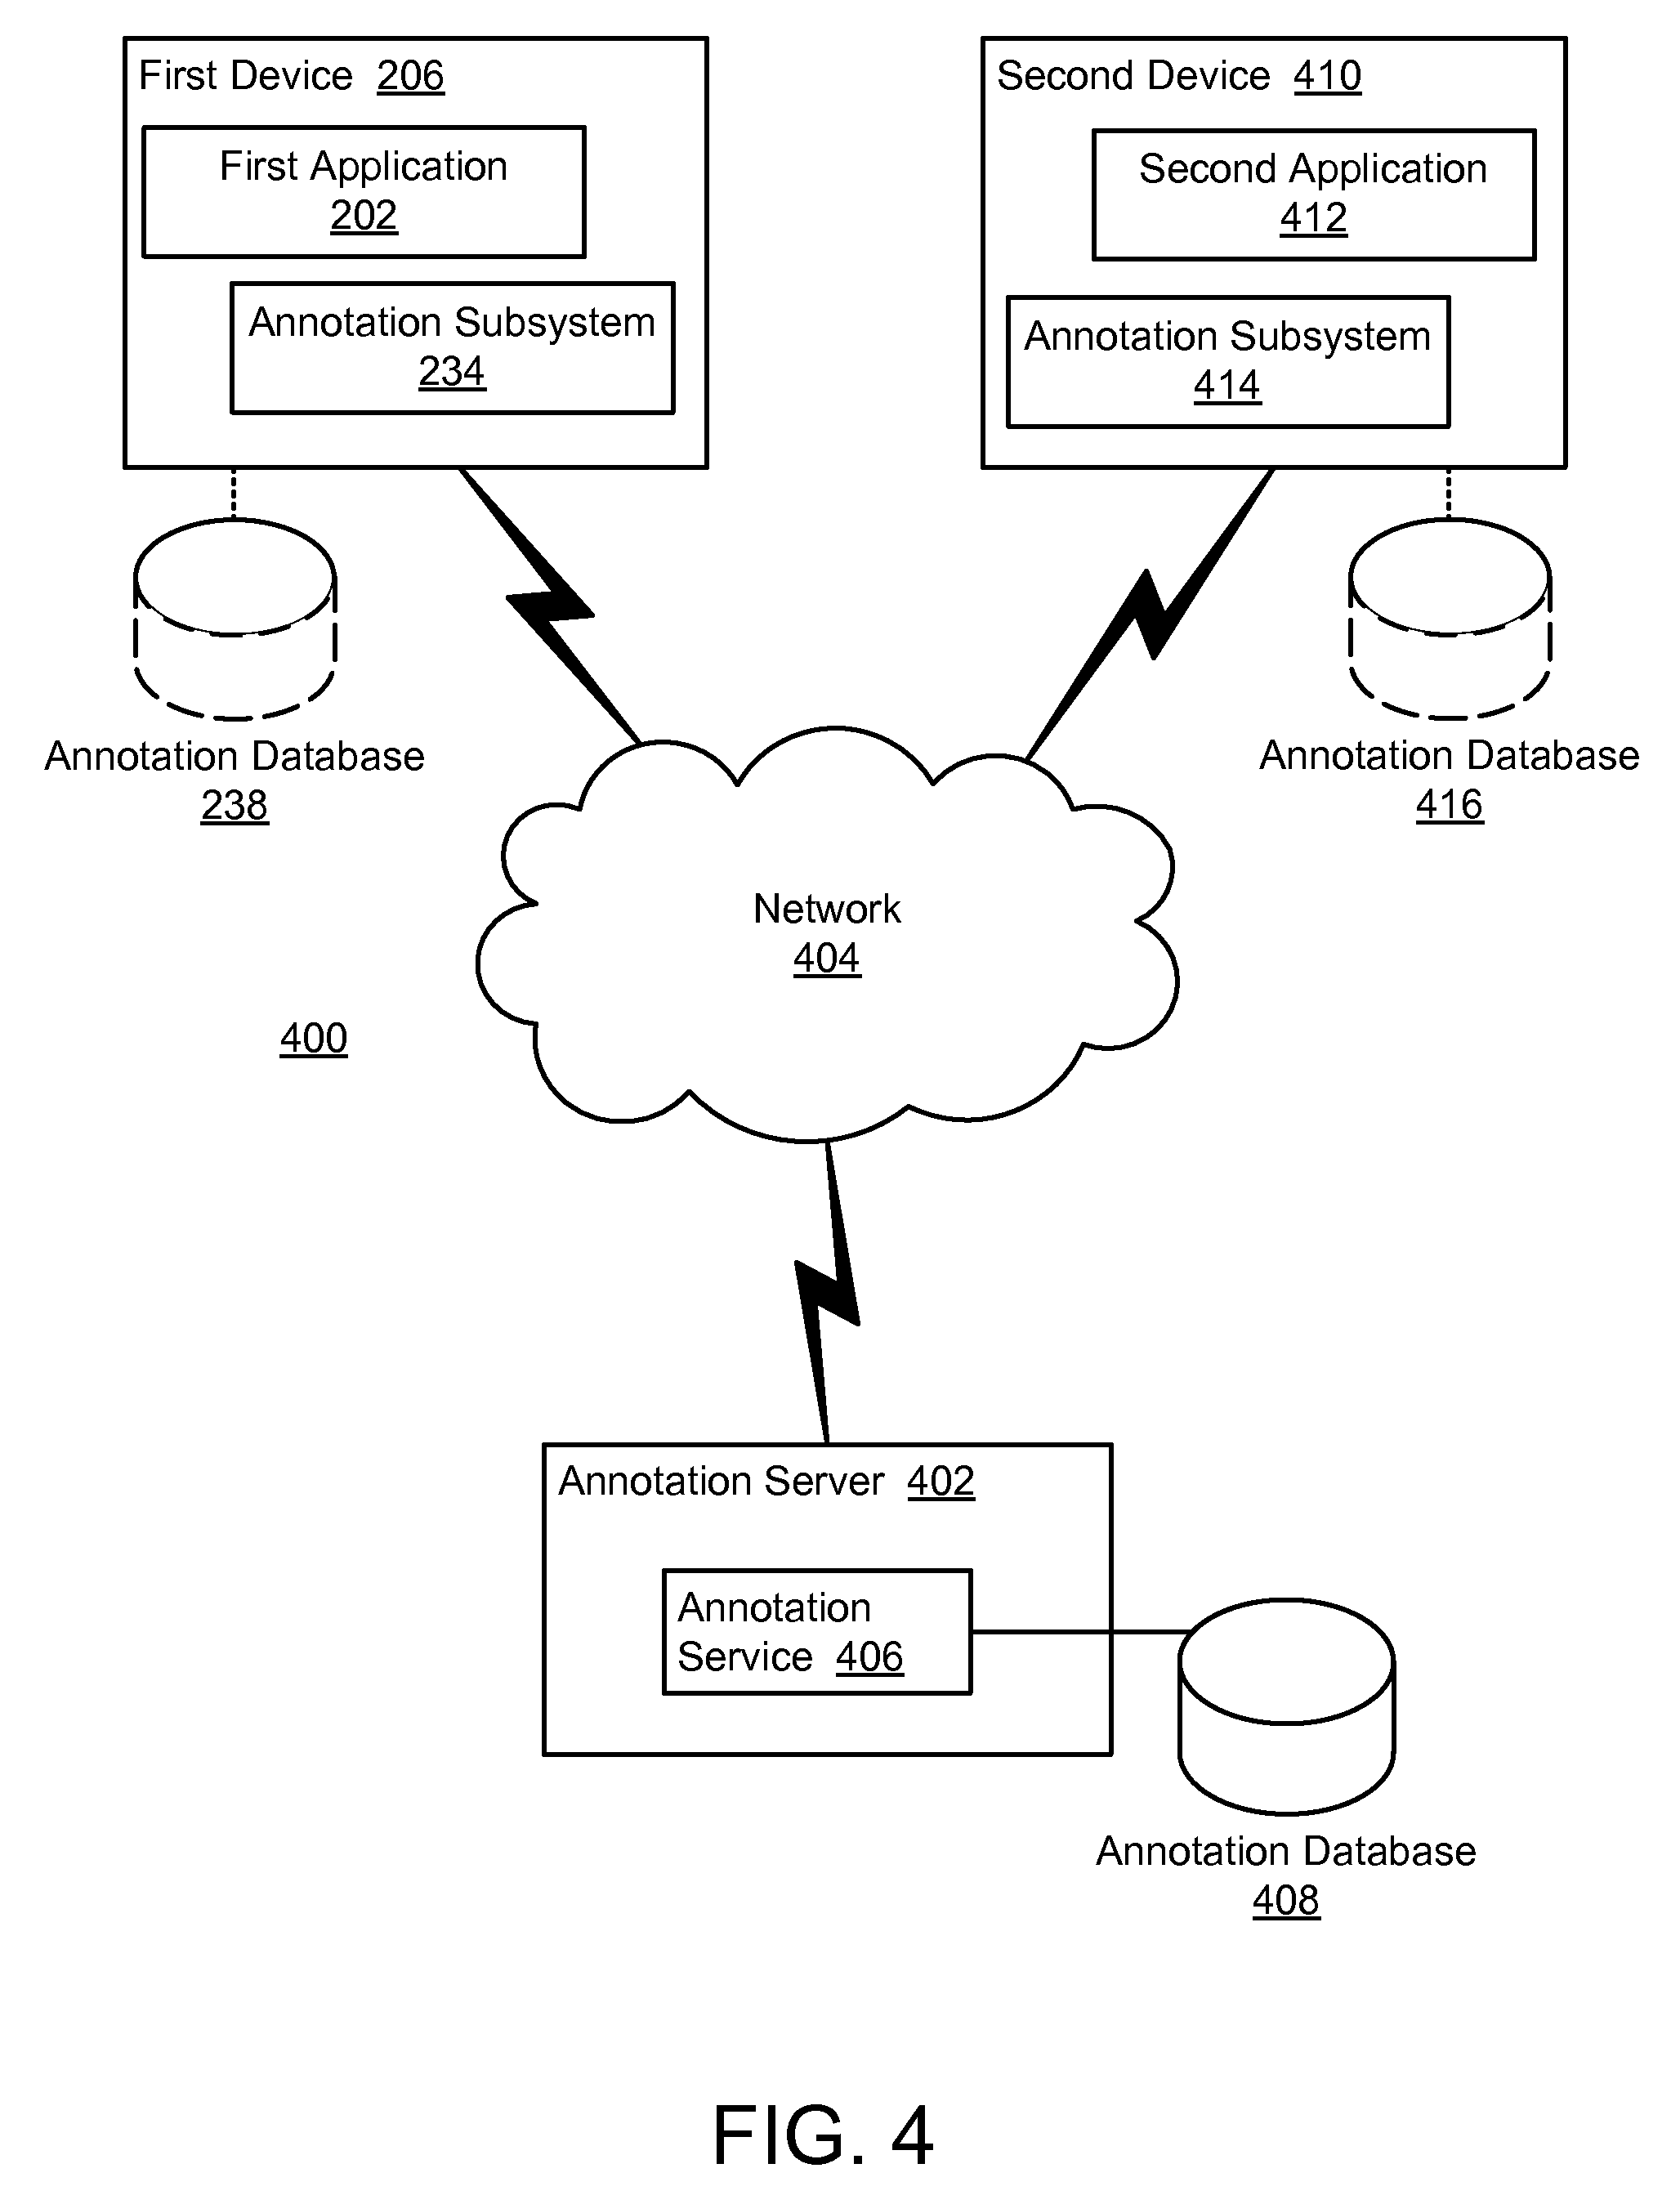 First Device 206
First Application
202
Annotation Subsystem
234
Second Device 410
Second Application
412
Annotation Subsystem
414
Annotation Database
238
Annotation Database
416
Network
404
400
Annotation Server 402
Annotation
Service 406
Annotation Database
408
FIG. 4